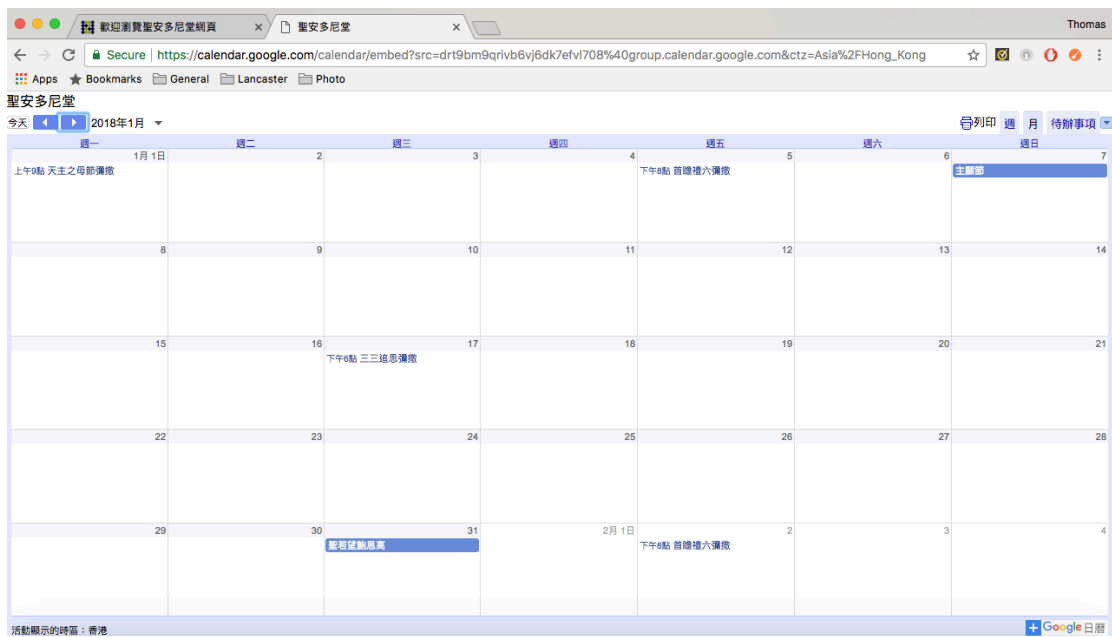 歡迎瀏覽聖安多尼堂網頁
聖安多尼堂
Thomas
Secure | https://calendar.google.com/calendar/embed?src=drt9bm9qrivb6vj6dk7efvl708%40group.calendar.google.com&ctz=Asia%2FHong_Kong
Apps Bookmarks General Lancaster Photo
聖安多尼堂
今天 2018年1月 列印 週 月 待辦事項
週一 週二 週三 週四 週五 週六 週日
1月 1日 2 3 4 5 6 7
上午9點 天主之母節彌撒 下午8點 首瞻禮六彌撒 主顯節
8 9 10 11 12 13 14
15 16 17 18 19 20 21
下午6點 三三追思彌撒
22 23 24 25 26 27 28
29 30 31 2月 1日 2 3 4
聖若望鮑思高 下午8點 首瞻禮六彌撒
活動顯示的時區：香港 Google 日曆